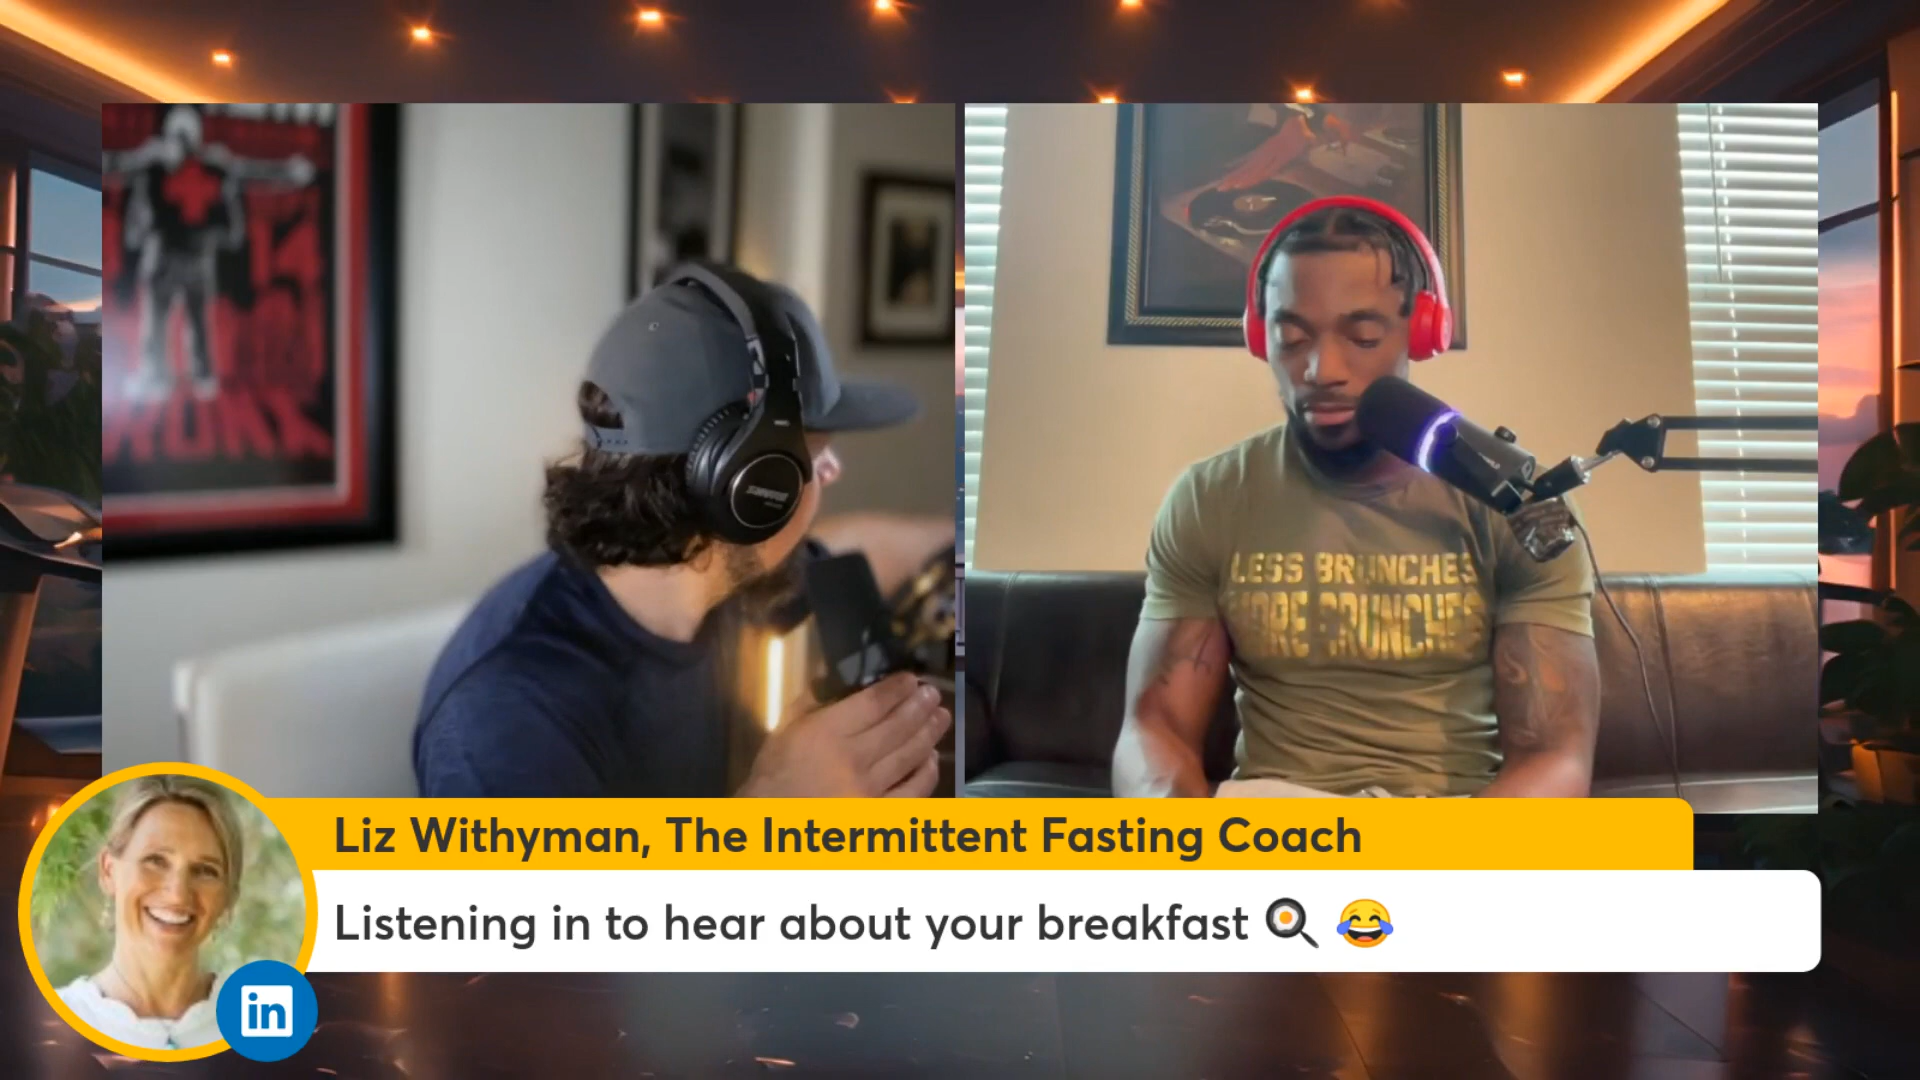 LESS BRUNCHES
MORE CRUNCHES
Liz Withyman, The Intermittent Fasting Coach
Listening in to hear about your breakfast 🍳 😂
in